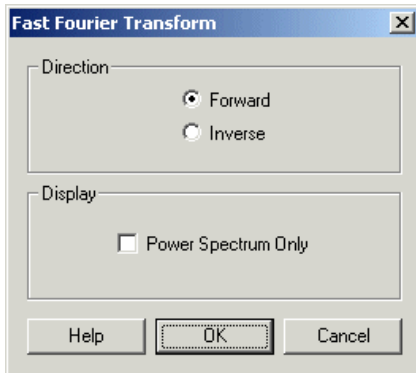 Fast Fourier Transform
Direction
Forward
Inverse
Display
Power Spectrum Only
Help OK Cancel